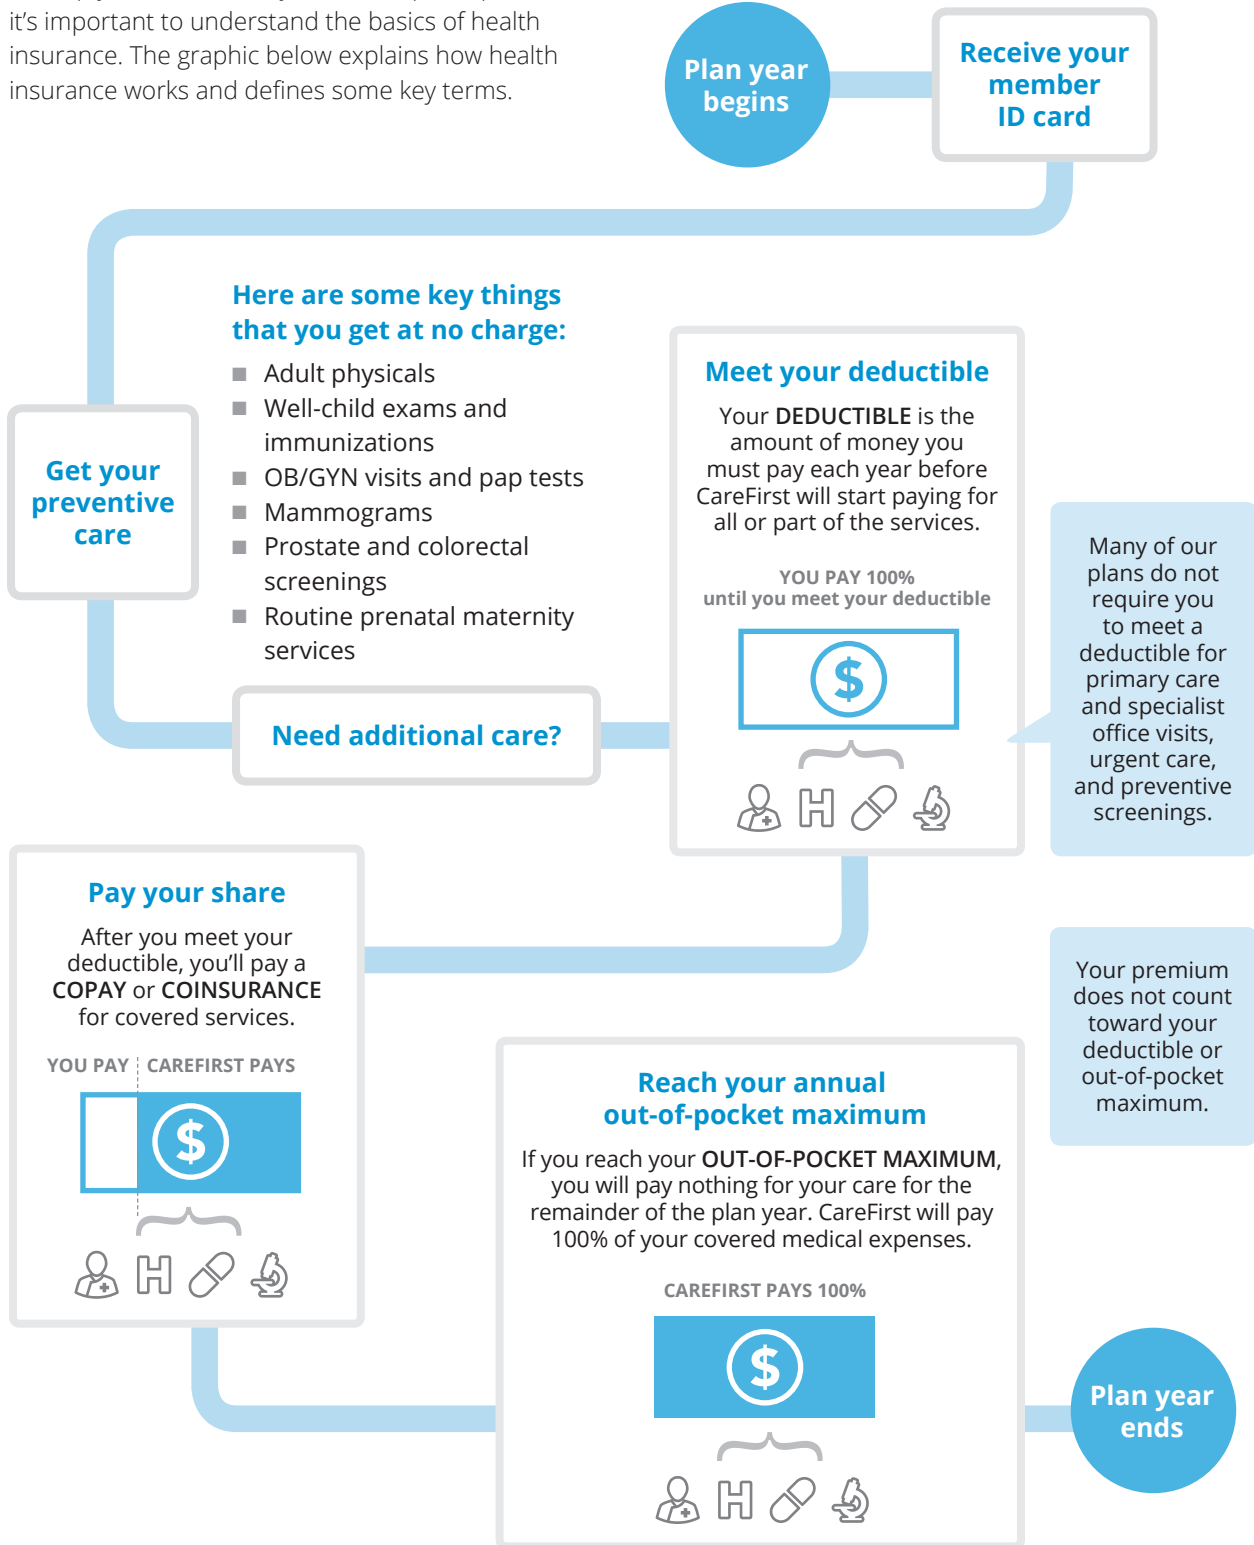 it's important to understand the basics of health
insurance. The graphic below explains how health
insurance works and defines some key terms.
Plan year
begins
Receive your
member
ID card
Get your
preventive
care
Here are some key things
that you get at no charge:
■ Adult physicals
■ Well-child exams and
immunizations
■ OB/GYN visits and pap tests
■ Mammograms
■ Prostate and colorectal
screenings
■ Routine prenatal maternity
services
Need additional care?
Meet your deductible
Your DEDUCTIBLE is the
amount of money you
must pay each year before
CareFirst will start paying for
all or part of the services.
YOU PAY 100%
until you meet your deductible
$
H
Many of our
plans do not
require you
to meet a
deductible for
primary care
and specialist
office visits,
urgent care,
and preventive
screenings.
Pay your share
After you meet your
deductible, you'll pay a
COPAY or COINSURANCE
for covered services.
YOU PAY CAREFIRST PAYS
$
H
Your premium
does not count
toward your
deductible or
out-of-pocket
maximum.
Reach your annual
out-of-pocket maximum
If you reach your OUT-OF-POCKET MAXIMUM,
you will pay nothing for your care for the
remainder of the plan year. CareFirst will pay
100% of your covered medical expenses.
CAREFIRST PAYS 100%
$
H
Plan year
ends